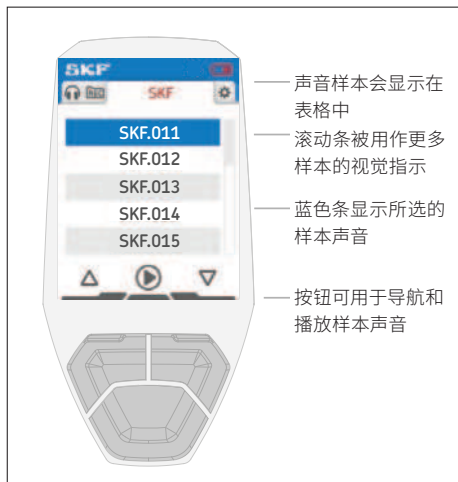 SKF
REC
SKF
SKF.011
SKF.012
SKF.013
SKF.014
SKF.015
声音样本会显示在
表格中
滚动条被用作更多
样本的视觉指示
蓝色条显示所选的
样本声音
按钮可用于导航和
播放样本声音